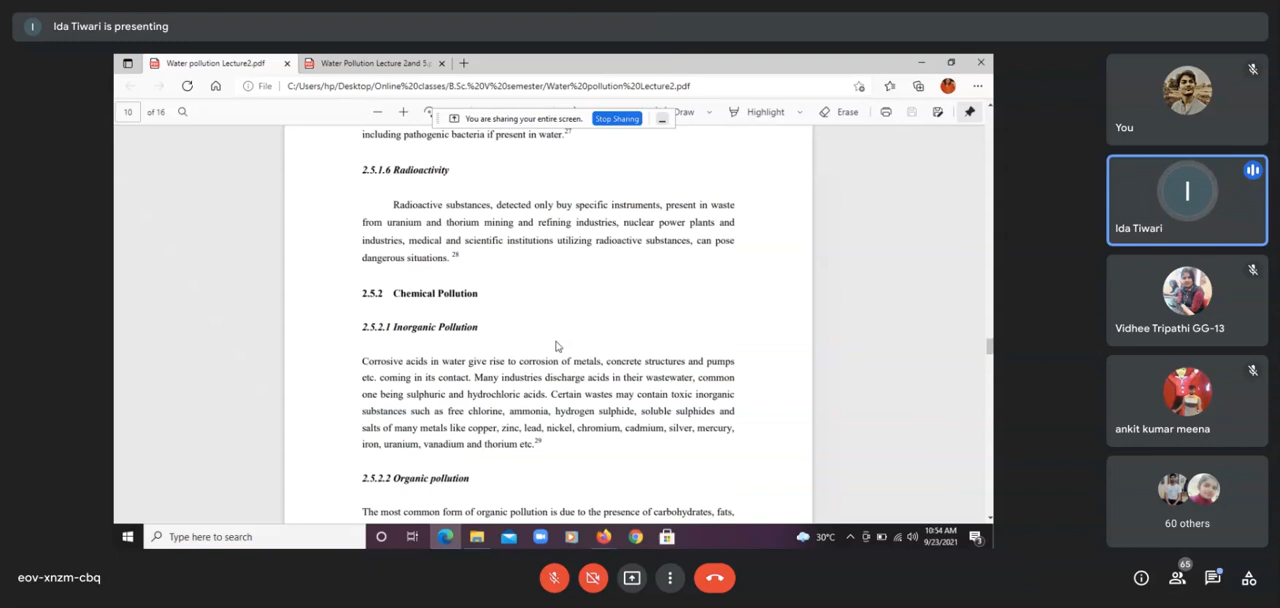 I
Ida Tiwari is presenting
Water pollution Lecture2.pdf
Water Pollution Lecture 2and 5.
File
C:/Users/hp/Desktop/Online%20classes/B.Sc.%20V%20semester/Water%20pollution%20Lecture2.pdf
10 of 16
You are sharing your entire screen.
Stop Sharing
Draw
Highlight
Erase
including pathogenic bacteria if present in water.27
2.5.1.6 Radioactivity
Radioactive substances, detected only buy specific instruments, present in waste
from uranium and thorium mining and refining industries, nuclear power plants and
industries, medical and scientific institutions utilizing radioactive substances, can pose
dangerous situations. 28
2.5.2 Chemical Pollution
2.5.2.1 Inorganic Pollution
Corrosive acids in water give rise to corrosion of metals, concrete structures and pumps
etc. coming in its contact. Many industries discharge acids in their wastewater, common
one being sulphuric and hydrochloric acids. Certain wastes may contain toxic inorganic
substances such as free chlorine, ammonia, hydrogen sulphide, soluble sulphides and
salts of many metals like copper, zinc, lead, nickel, chromium, cadmium, silver, mercury,
iron, uranium, vanadium and thorium etc.29
2.5.2.2 Organic pollution
The most common form of organic pollution is due to the presence of carbohydrates, fats,
Type here to search
30°C
10:54 AM
9/23/2021
3
You
I
Ida Tiwari
Vidhee Tripathi GG-13
ankit kumar meena
60 others
eov-xnzm-cbq
65